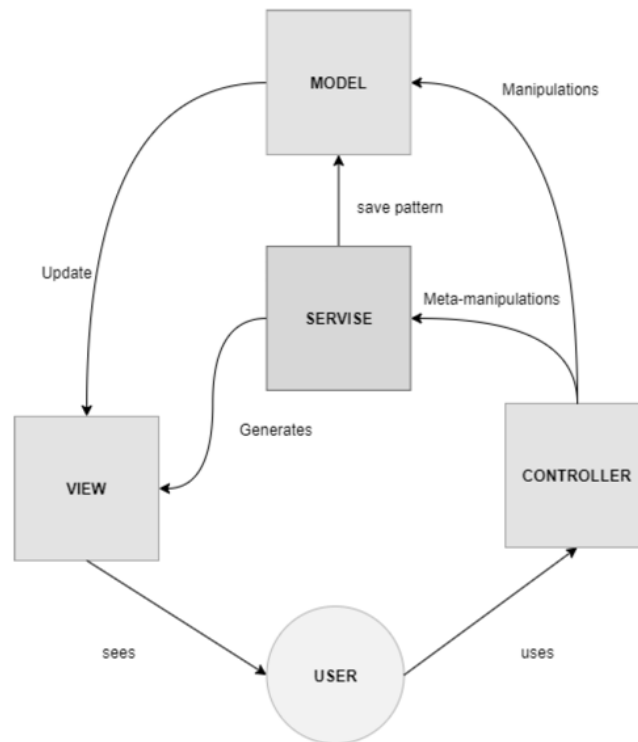 MODEL
Manipulations
save pattern
Update
Meta-manipulations
SERVISE
Generates
CONTROLLER
VIEW
sees
uses
USER